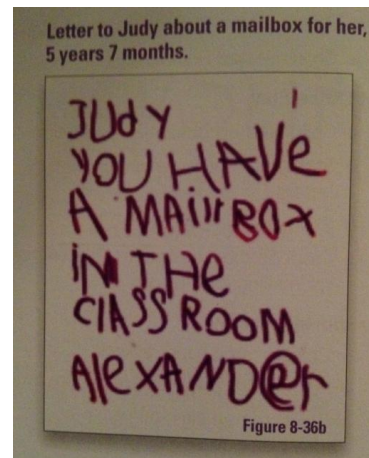 Letter to Judy about a mailbox for her,
5 years 7 months.
JUdY
YOU HAVe
A MAIlBOX
iN THe
ClASSROOM
AleXANDer
Figure 8-36b